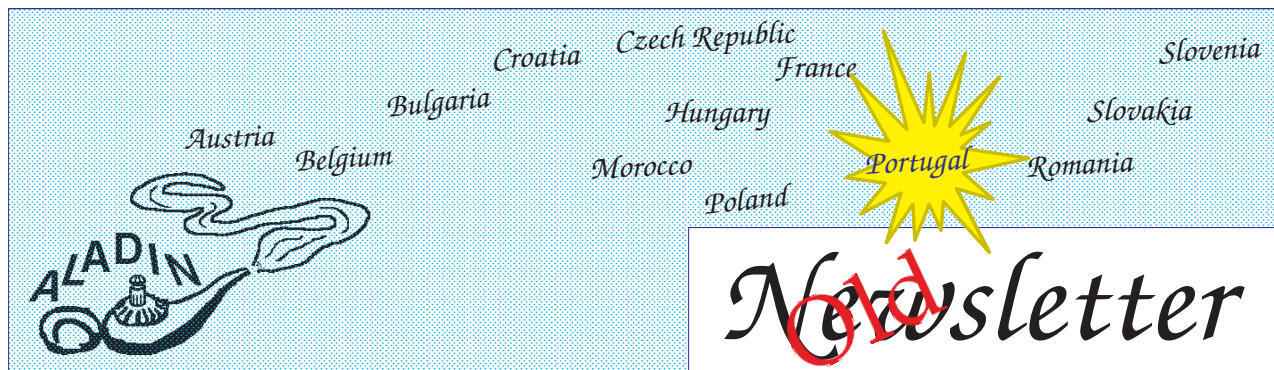 Czech Republic
Croatia
France
Slovenia
Bulgaria
Hungary
Slovakia
Austria
Belgium
Morocco
Portugal
Romania
Poland
ALADIN
Newsletter
Old